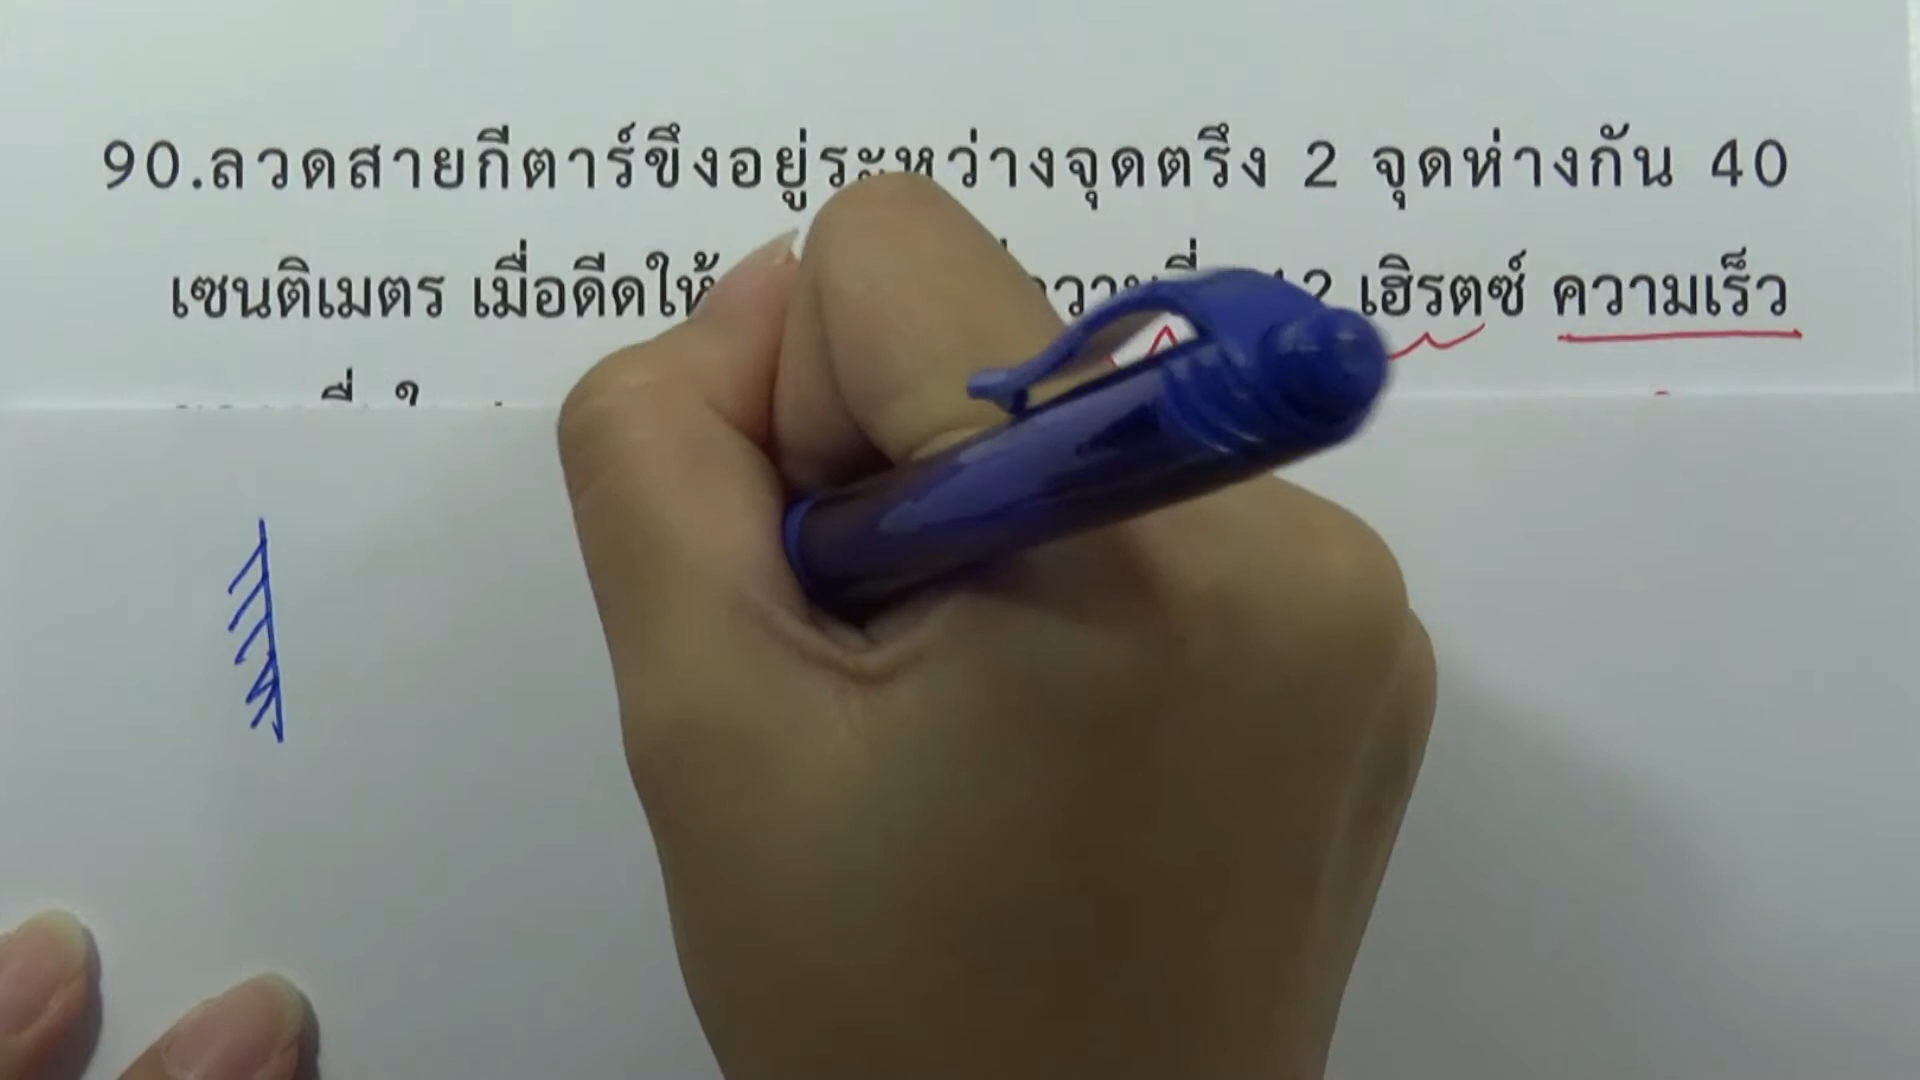 90.ลวดสายกีตาร์ขึงอยู่ระหว่างจุดตรึง 2 จุดห่างกัน 40
เซนติเมตร เมื่อดีดให้ เฮิรตซ์ ความเร็ว